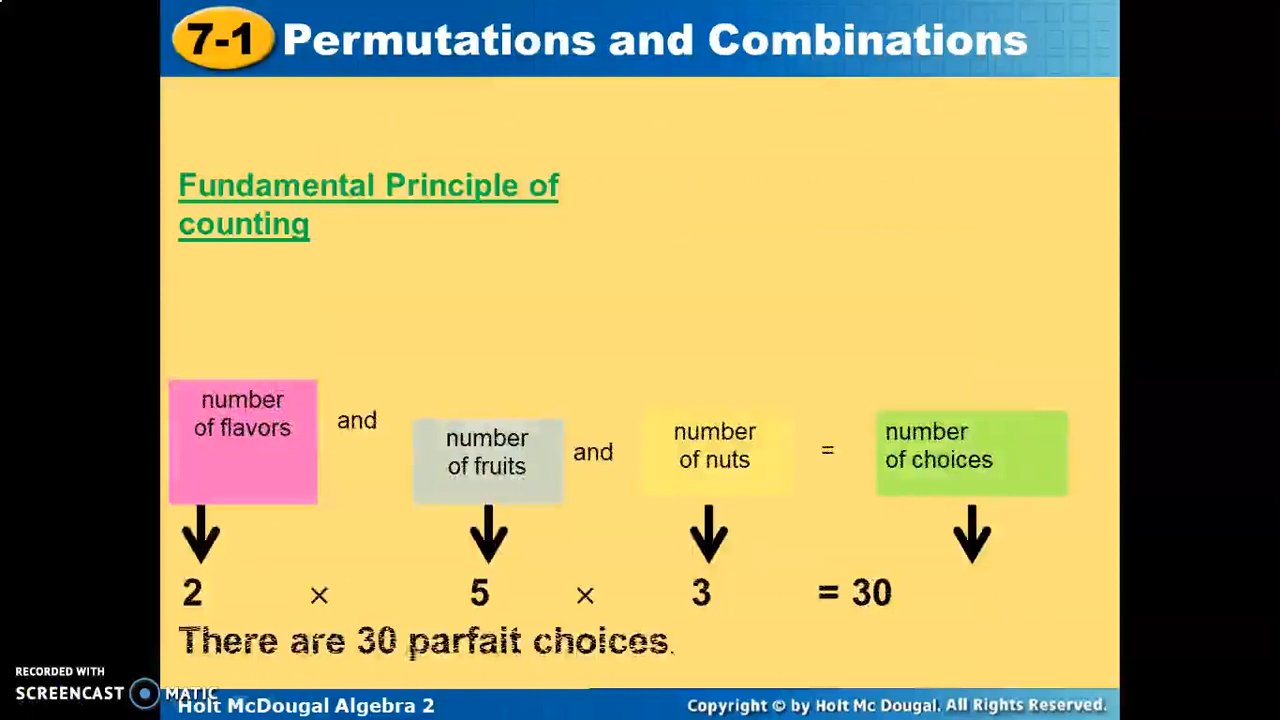 7-1 Permutations and Combinations
Fundamental Principle of
counting
number
of flavors
and
number
of fruits
and
number
of nuts
=
number
of choices
2 × 5 × 3 = 30
There are 30 parfait choices.
RECORDED WITH
SCREENCAST MATIC
Holt McDougal Algebra 2
Copyright © by Holt Mc Dougal. All Rights Reserved.